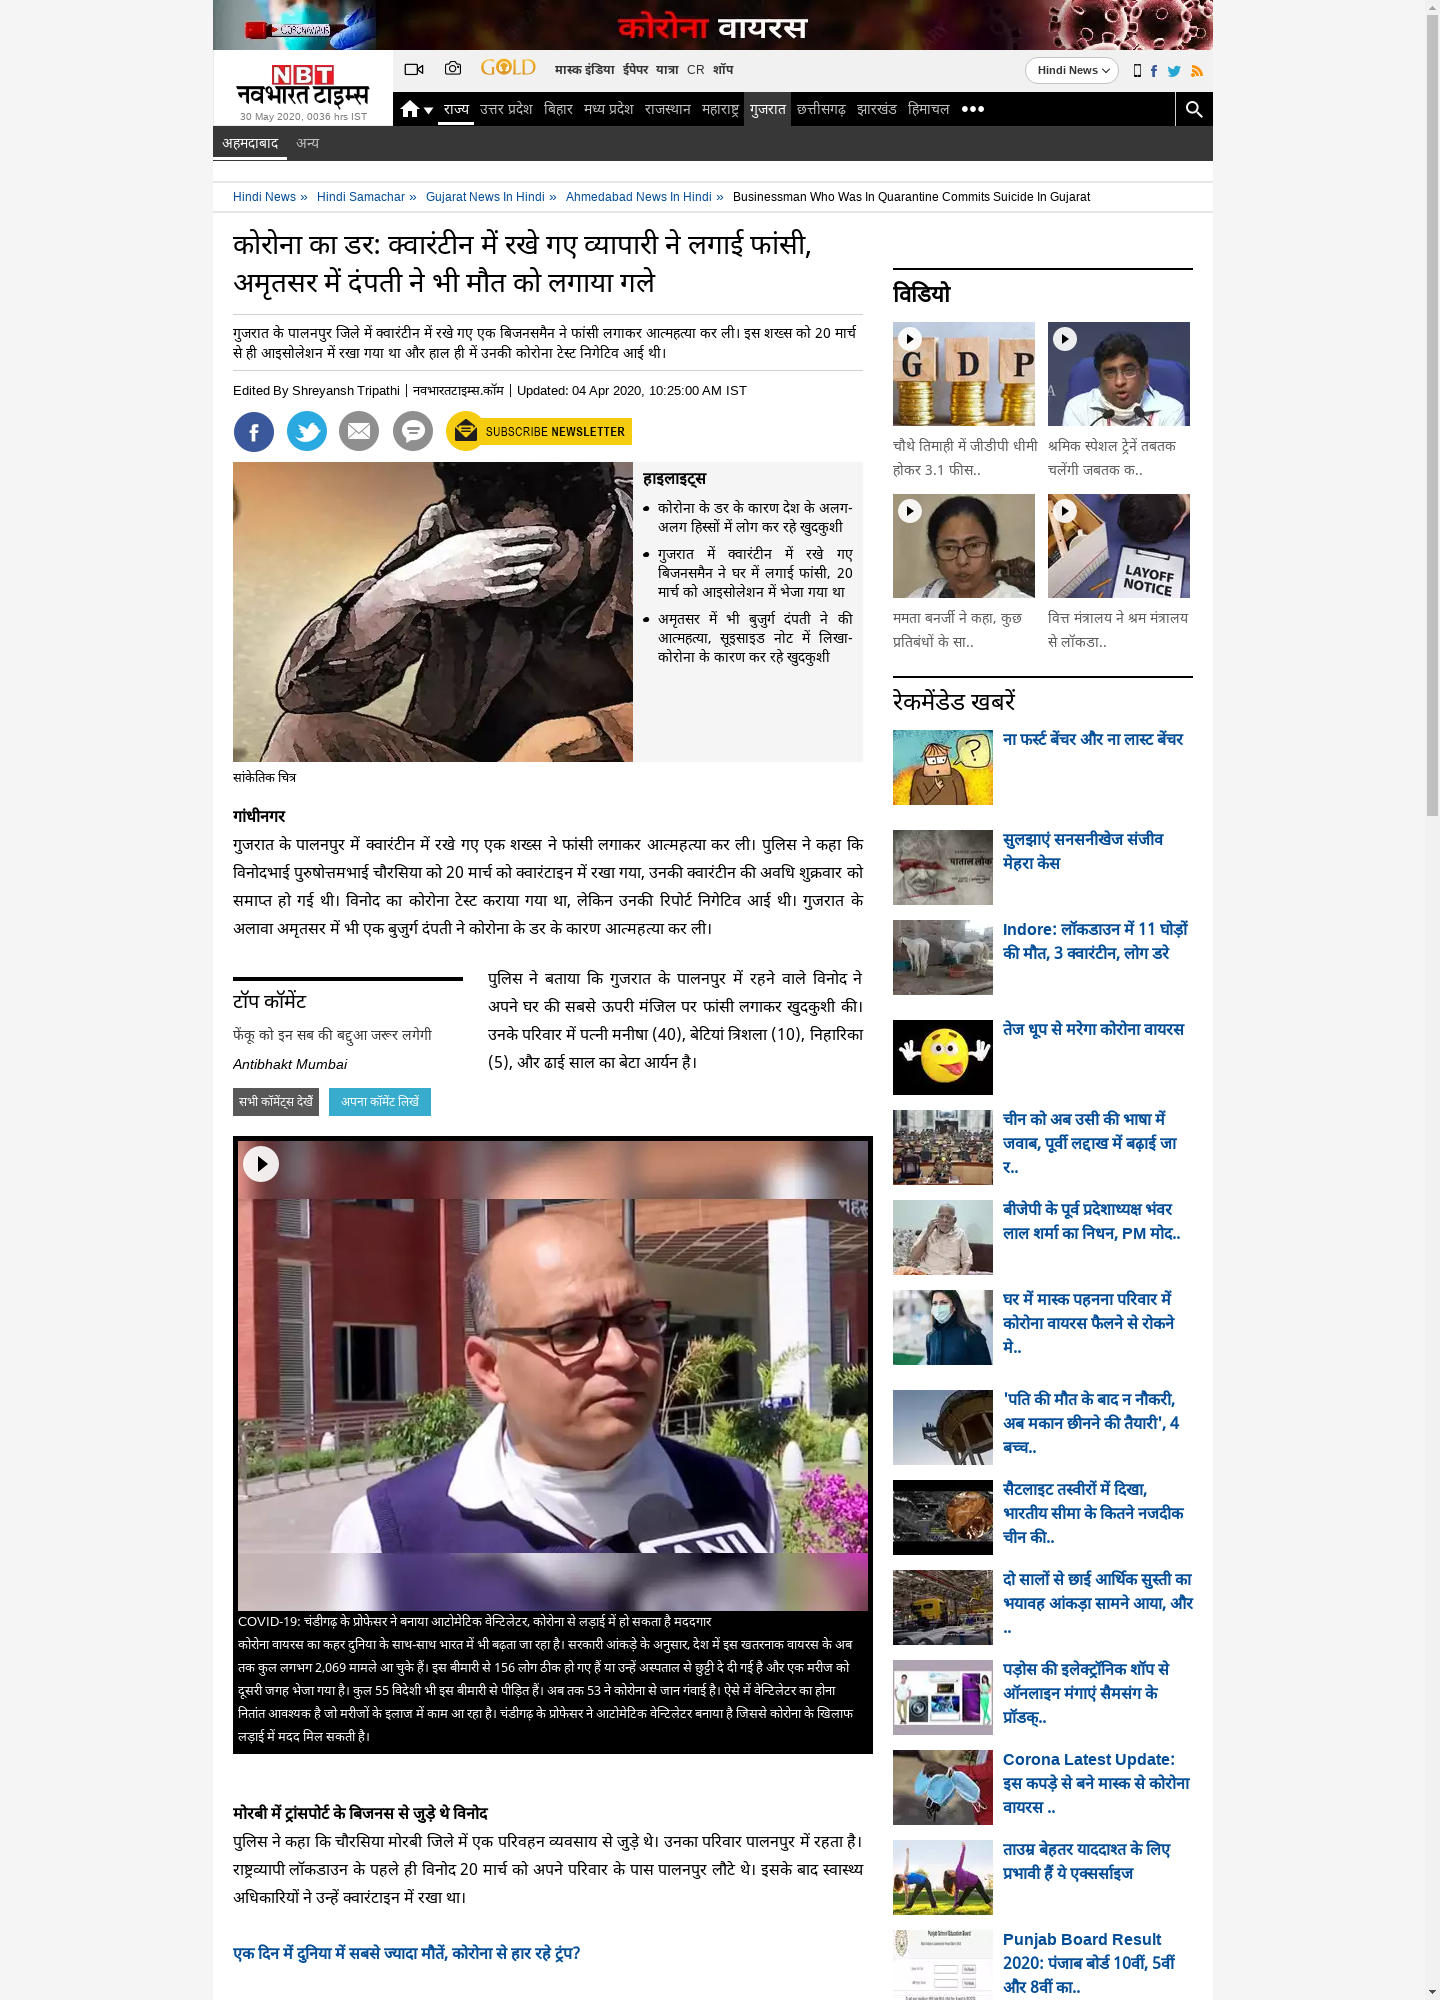 CORONAVIRUS
कोरोना वायरस
NBT
नवभारत टाइम्स
30 May 2020, 0036 hrs IST
GOLD
मास्क इंडिया ईपेपर यात्रा CR शॉप
Hindi News
राज्य उत्तर प्रदेश बिहार मध्य प्रदेश राजस्थान महाराष्ट्र गुजरात छत्तीसगढ़ झारखंड हिमाचल
अहमदाबाद अन्य
Hindi News » Hindi Samachar » Gujarat News In Hindi » Ahmedabad News In Hindi » Businessman Who Was In Quarantine Commits Suicide In Gujarat
कोरोना का डर: क्वारंटीन में रखे गए व्यापारी ने लगाई फांसी,
अमृतसर में दंपती ने भी मौत को लगाया गले
गुजरात के पालनपुर जिले में क्वारंटीन में रखे गए एक बिजनसमैन ने फांसी लगाकर आत्महत्या कर ली। इस शख्स को 20 मार्च
से ही आइसोलेशन में रखा गया था और हाल ही में उनकी कोरोना टेस्ट निगेटिव आई थी।
Edited By Shreyansh Tripathi | नवभारतटाइम्स.कॉम | Updated: 04 Apr 2020, 10:25:00 AM IST
SUBSCRIBE NEWSLETTER
हाइलाइट्स
कोरोना के डर के कारण देश के अलग-
अलग हिस्सों में लोग कर रहे खुदकुशी
गुजरात में क्वारंटीन में रखे गए
बिजनसमैन ने घर में लगाई फांसी, 20
मार्च को आइसोलेशन में भेजा गया था
अमृतसर में भी बुजुर्ग दंपती ने की
आत्महत्या, सूइसाइड नोट में लिखा-
कोरोना के कारण कर रहे खुदकुशी
सांकेतिक चित्र
गांधीनगर
गुजरात के पालनपुर में क्वारंटीन में रखे गए एक शख्स ने फांसी लगाकर आत्महत्या कर ली। पुलिस ने कहा कि
विनोदभाई पुरुषोत्तमभाई चौरसिया को 20 मार्च को क्वारंटाइन में रखा गया, उनकी क्वारंटीन की अवधि शुक्रवार को
समाप्त हो गई थी। विनोद का कोरोना टेस्ट कराया गया था, लेकिन उनकी रिपोर्ट निगेटिव आई थी। गुजरात के
अलावा अमृतसर में भी एक बुजुर्ग दंपती ने कोरोना के डर के कारण आत्महत्या कर ली।
टॉप कॉमेंट
फेंकू को इन सब की बद्दुआ जरूर लगेगी
Antibhakt Mumbai
सभी कॉमेंट्स देखें अपना कॉमेंट लिखें
पुलिस ने बताया कि गुजरात के पालनपुर में रहने वाले विनोद ने
अपने घर की सबसे ऊपरी मंजिल पर फांसी लगाकर खुदकुशी की।
उनके परिवार में पत्नी मनीषा (40), बेटियां त्रिशला (10), निहारिका
(5), और ढाई साल का बेटा आर्यन है।
ANI
COVID-19: चंडीगढ़ के प्रोफेसर ने बनाया आटोमेटिक वेन्टिलेटर, कोरोना से लड़ाई में हो सकता है मददगार
कोरोना वायरस का कहर दुनिया के साथ-साथ भारत में भी बढ़ता जा रहा है। सरकारी आंकड़े के अनुसार, देश में इस खतरनाक वायरस के अब
तक कुल लगभग 2,069 मामले आ चुके हैं। इस बीमारी से 156 लोग ठीक हो गए हैं या उन्हें अस्पताल से छुट्टी दे दी गई है और एक मरीज को
दूसरी जगह भेजा गया है। कुल 55 विदेशी भी इस बीमारी से पीड़ित हैं। अब तक 53 ने कोरोना से जान गंवाई है। ऐसे में वेन्टिलेटर का होना
नितांत आवश्यक है जो मरीजों के इलाज में काम आ रहा है। चंडीगढ़ के प्रोफेसर ने आटोमेटिक वेन्टिलेटर बनाया है जिससे कोरोना के खिलाफ
लड़ाई में मदद मिल सकती है।
मोरबी में ट्रांसपोर्ट के बिजनस से जुड़े थे विनोद
पुलिस ने कहा कि चौरसिया मोरबी जिले में एक परिवहन व्यवसाय से जुड़े थे। उनका परिवार पालनपुर में रहता है।
राष्ट्रव्यापी लॉकडाउन के पहले ही विनोद 20 मार्च को अपने परिवार के पास पालनपुर लौटे थे। इसके बाद स्वास्थ्य
अधिकारियों ने उन्हें क्वारंटाइन में रखा था।
एक दिन में दुनिया में सबसे ज्यादा मौतें, कोरोना से हार रहे ट्रंप?
विडियो
GDP
चौथे तिमाही में जीडीपी धीमी
होकर 3.1 फीस..
श्रमिक स्पेशल ट्रेनें तबतक
चलेंगी जबतक क..
ममता बनर्जी ने कहा, कुछ
प्रतिबंधों के सा..
LAYOFF
NOTICE
वित्त मंत्रालय ने श्रम मंत्रालय
से लॉकडा..
रेकमेंडेड खबरें
ना फर्स्ट बेंचर और ना लास्ट बेंचर
पाताल लोक
सुलझाएं सनसनीखेज संजीव
मेहरा केस
Indore: लॉकडाउन में 11 घोड़ों
की मौत, 3 क्वारंटीन, लोग डरे
तेज धूप से मरेगा कोरोना वायरस
चीन को अब उसी की भाषा में
जवाब, पूर्वी लद्दाख में बढ़ाई जा
र..
बीजेपी के पूर्व प्रदेशाध्यक्ष भंवर
लाल शर्मा का निधन, PM मोद..
घर में मास्क पहनना परिवार में
कोरोना वायरस फैलने से रोकने
मे..
'पति की मौत के बाद न नौकरी,
अब मकान छीनने की तैयारी', 4
बच्च..
सैटलाइट तस्वीरों में दिखा,
भारतीय सीमा के कितने नजदीक
चीन की..
दो सालों से छाई आर्थिक सुस्ती का
भयावह आंकड़ा सामने आया, और
..
पड़ोस की इलेक्ट्रॉनिक शॉप से
ऑनलाइन मंगाएं सैमसंग के
प्रॉडक्..
Corona Latest Update:
इस कपड़े से बने मास्क से कोरोना
वायरस ..
ताउम्र बेहतर याददाश्त के लिए
प्रभावी हैं ये एक्सर्साइज
Punjab Board Result
2020: पंजाब बोर्ड 10वीं, 5वीं
और 8वीं का..